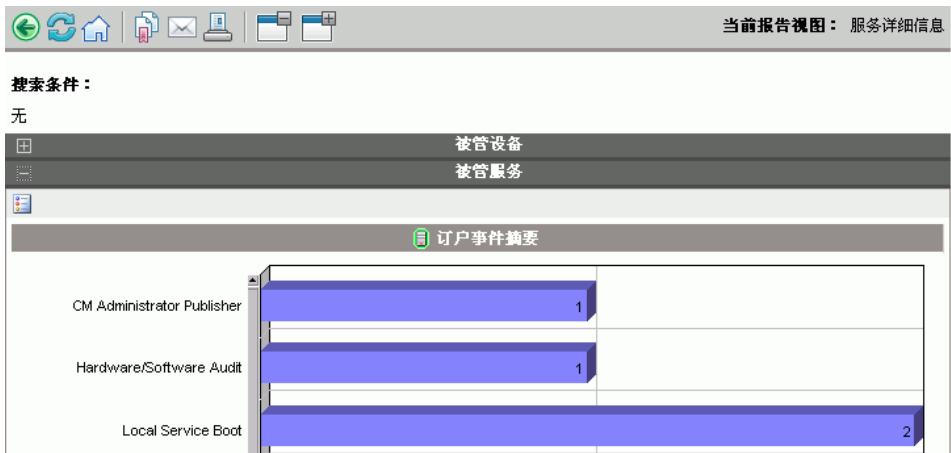 当前报告视图： 服务详细信息
搜索条件：
无
被管设备
被管服务
订户事件摘要
CM Administrator Publisher
1
Hardware/Software Audit
1
Local Service Boot
2